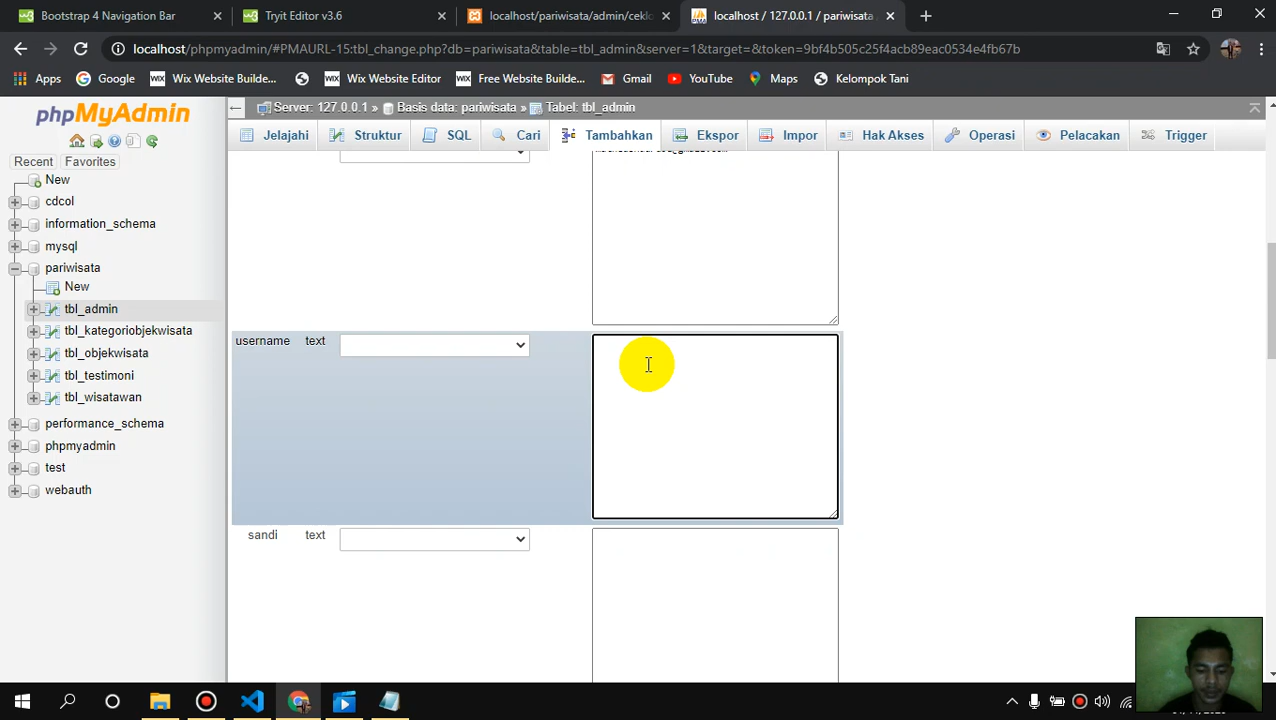 Bootstrap 4 Navigation Bar
Tryit Editor v3.6
localhost/pariwisata/admin/cekl
localhost / 127.0.0.1 / pariwisata
localhost/phpmyadmin/#PMAURL-15:tbl_change.php?db=pariwisata&table=tbl_admin&server=1&target=&token=9bf4b505c25f4acb89eac0534e4fb67b
Apps
Google
Wix Website Builde...
Wix Website Editor
Free Website Builde...
Gmail
YouTube
Maps
Kelompok Tani
phpMyAdmin
Recent
Favorites
New
cdcol
information_schema
mysql
pariwisata
New
tbl_admin
tbl_kategoriobjekwisata
tbl_objekwisata
tbl_testimoni
tbl_wisatawan
performance_schema
phpmyadmin
test
webauth
Server: 127.0.0.1 » Basis data: pariwisata » Tabel: tbl_admin
Jelajahi
Struktur
SQL
Cari
Tambahkan
Ekspor
Impor
Hak Akses
Operasi
Pelacakan
Trigger
username text
sandi text